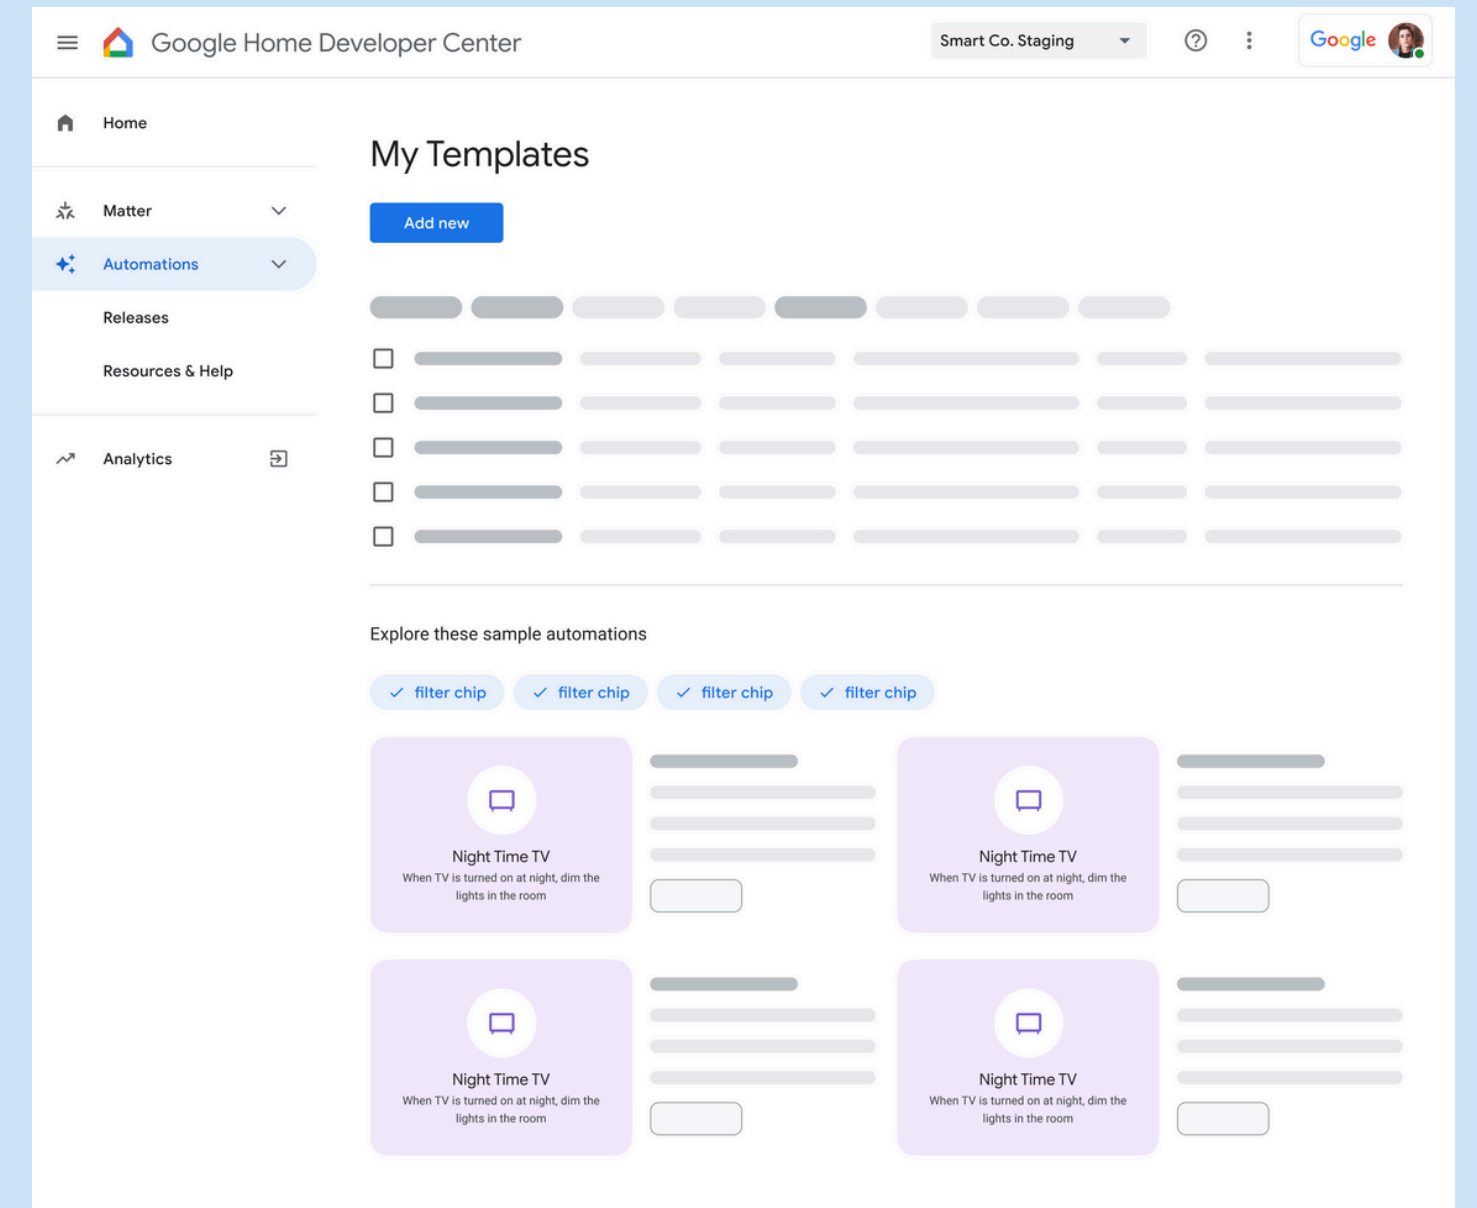 Google Home Developer Center
Smart Co. Staging
Google
Home
Matter
Automations
Releases
Resources & Help
Analytics
My Templates
Add new
Explore these sample automations
filter chip
filter chip
filter chip
filter chip
Night Time TV
When TV is turned on at night, dim the
lights in the room
Night Time TV
When TV is turned on at night, dim the
lights in the room
Night Time TV
When TV is turned on at night, dim the
lights in the room
Night Time TV
When TV is turned on at night, dim the
lights in the room